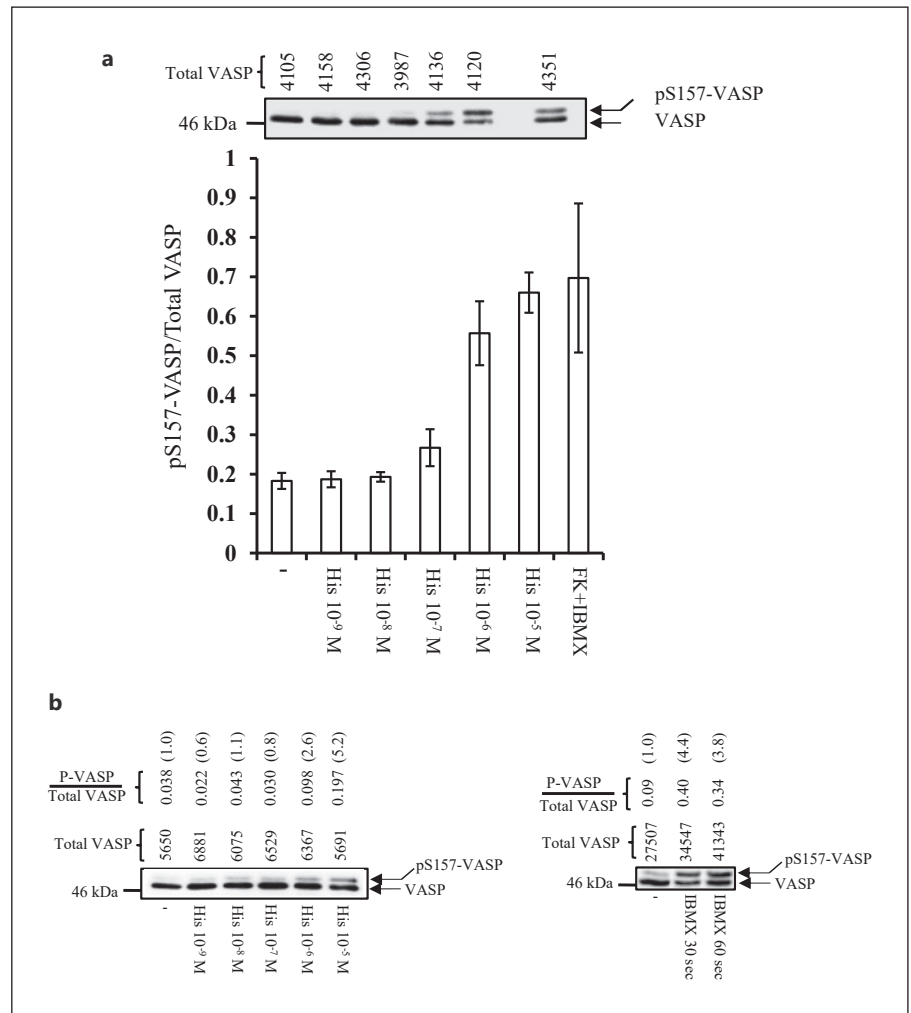 a
Total VASP { 4105 4158 4306 3987 4136 4120 4351
pS157-VASP
46 kDa VASP
pS157-VASP/Total VASP
1
0.9
0.8
0.7
0.6
0.5
0.4
0.3
0.2
0.1
0
- His 10⁻⁹ M His 10⁻⁸ M His 10⁻⁷ M His 10⁻⁶ M His 10⁻⁵ M FK+IBMX
b
P-VASP
Total VASP { 0.038 (1.0) 0.022 (0.6) 0.043 (1.1) 0.030 (0.8) 0.098 (2.6) 0.197 (5.2)
Total VASP { 5650 6881 6075 6529 6367 5691
pS157-VASP
46 kDa VASP
- His 10⁻⁹ M His 10⁻⁸ M His 10⁻⁷ M His 10⁻⁶ M His 10⁻⁵ M
P-VASP
Total VASP { 0.09 (1.0) 0.40 (4.4) 0.34 (3.8)
Total VASP { 27507 34547 41343
pS157-VASP
46 kDa VASP
- IBMX 30 sec IBMX 60 sec